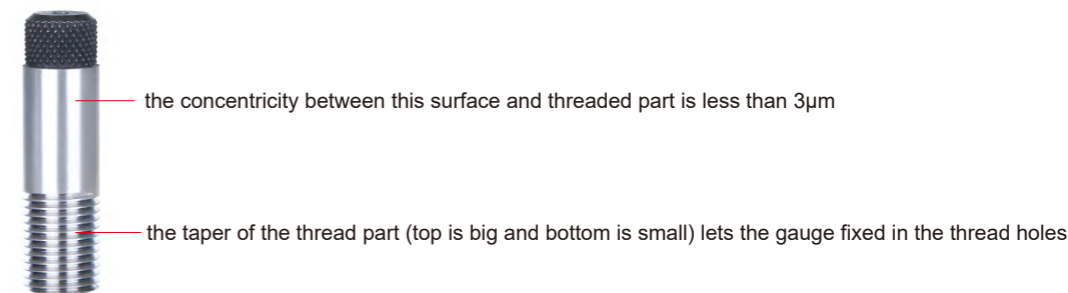 the concentricity between this surface and threaded part is less than 3μm
the taper of the thread part (top is big and bottom is small) lets the gauge fixed in the thread holes